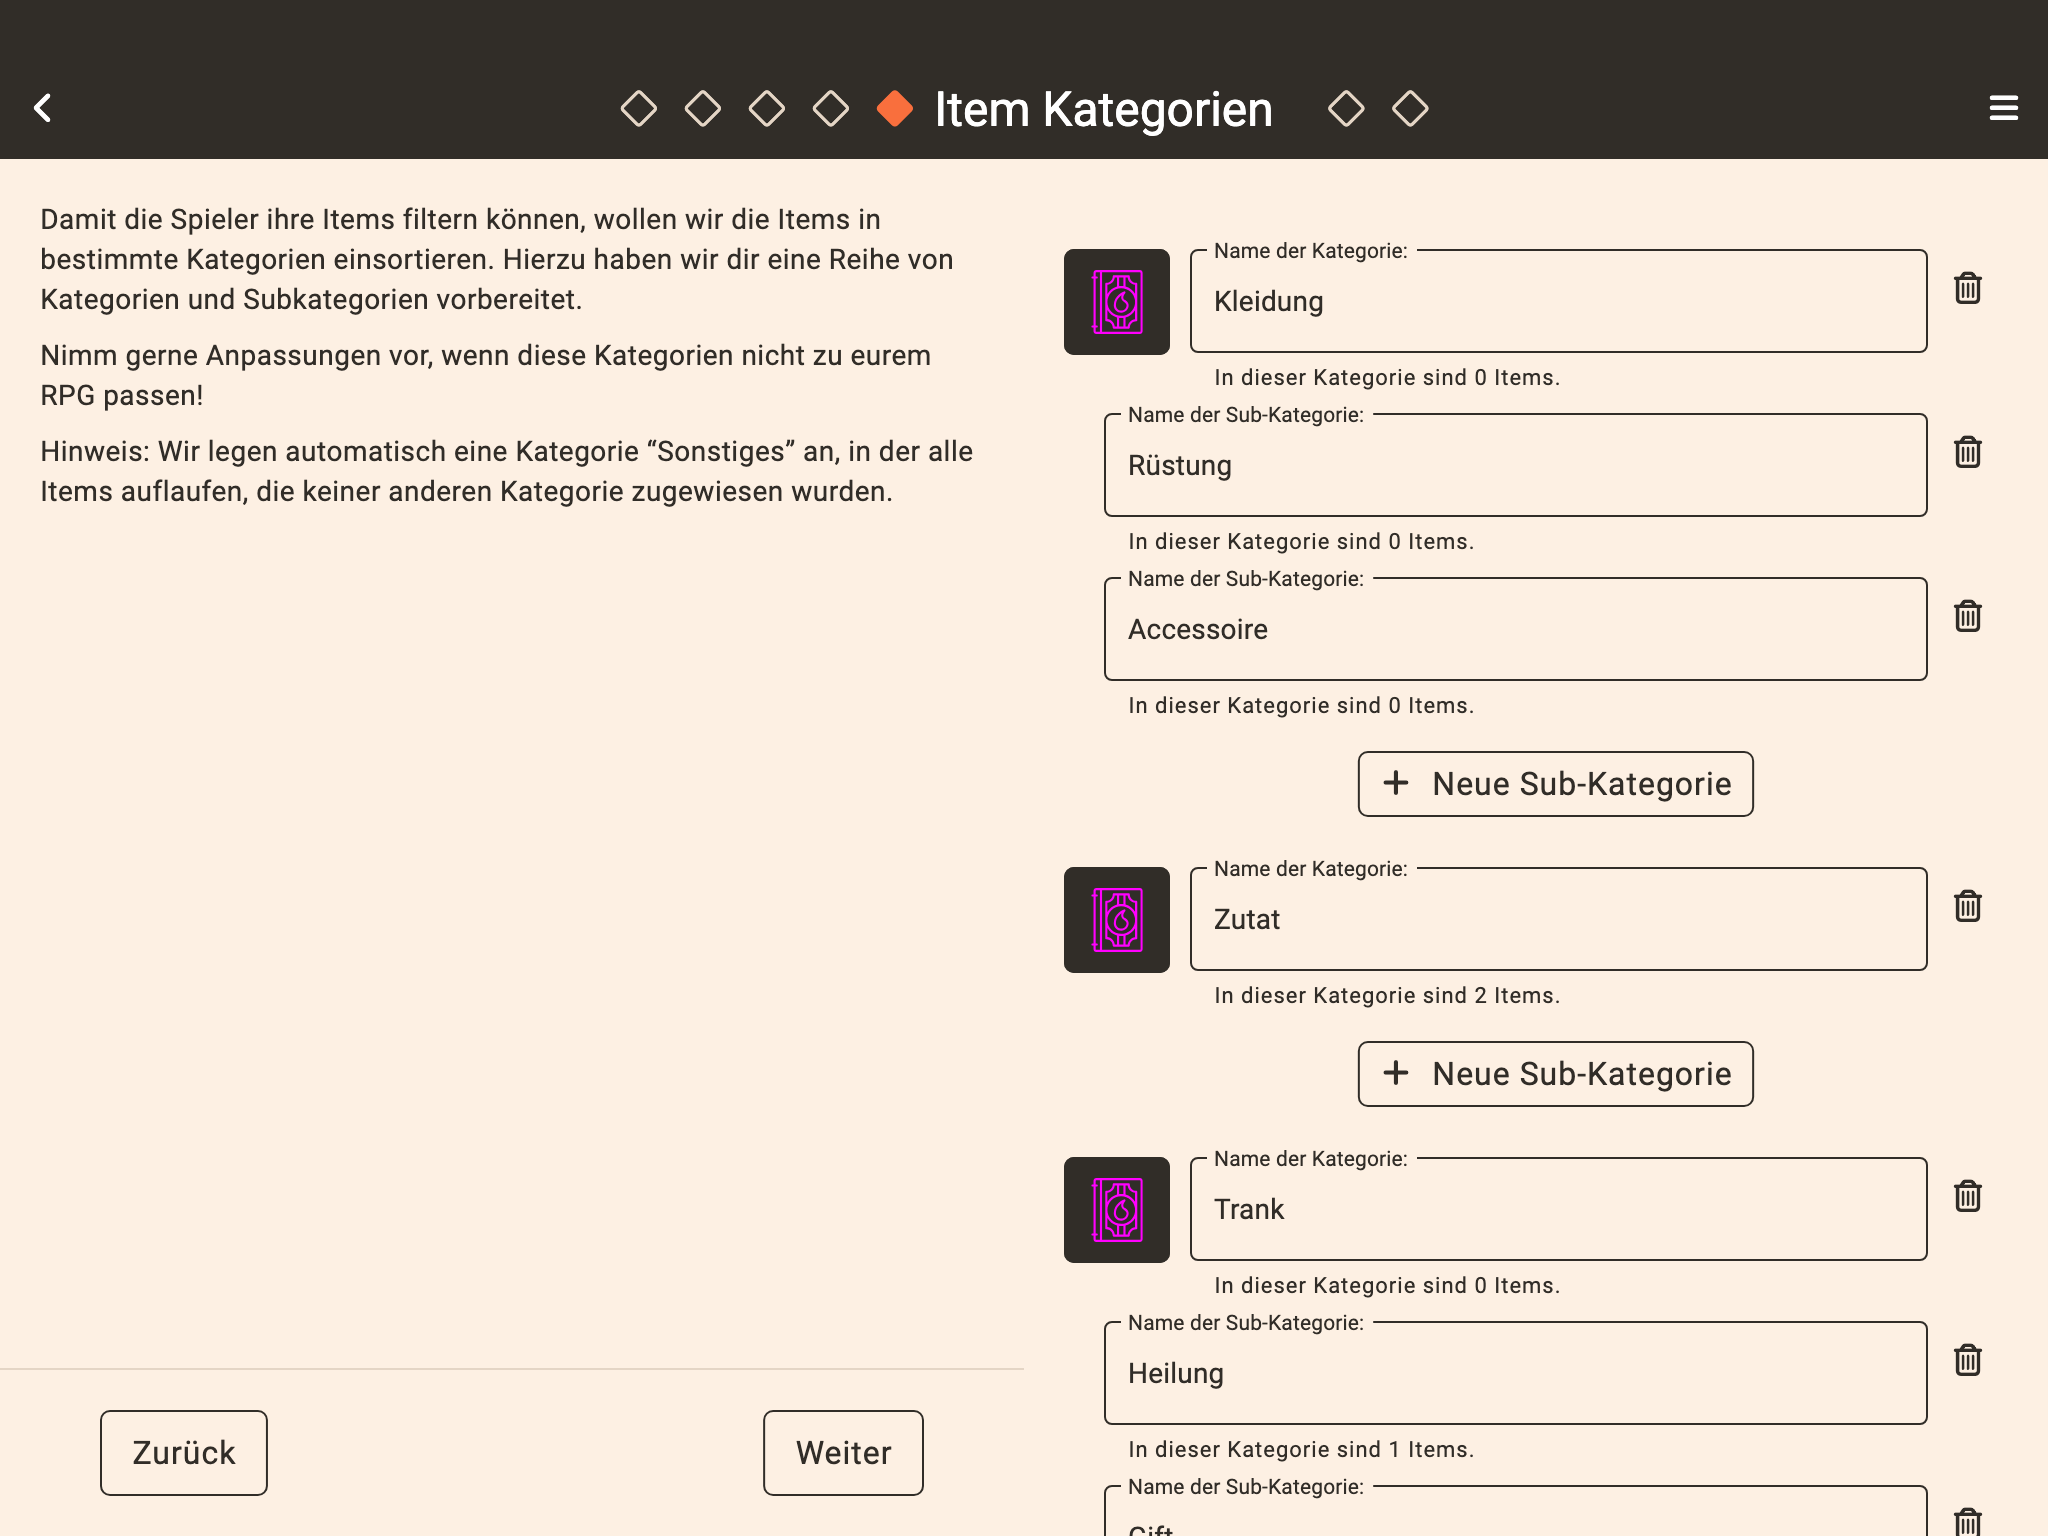 Item Kategorien
Damit die Spieler ihre Items filtern können, wollen wir die Items in
bestimmte Kategorien einsortieren. Hierzu haben wir dir eine Reihe von
Kategorien und Subkategorien vorbereitet.
Nimm gerne Anpassungen vor, wenn diese Kategorien nicht zu eurem
RPG passen!
Hinweis: Wir legen automatisch eine Kategorie “Sonstiges” an, in der alle
Items auflaufen, die keiner anderen Kategorie zugewiesen wurden.
Zurück
Weiter
Name der Kategorie:
Kleidung
In dieser Kategorie sind 0 Items.
Name der Sub-Kategorie:
Rüstung
In dieser Kategorie sind 0 Items.
Name der Sub-Kategorie:
Accessoire
In dieser Kategorie sind 0 Items.
+ Neue Sub-Kategorie
Name der Kategorie:
Zutat
In dieser Kategorie sind 2 Items.
+ Neue Sub-Kategorie
Name der Kategorie:
Trank
In dieser Kategorie sind 0 Items.
Name der Sub-Kategorie:
Heilung
In dieser Kategorie sind 1 Items.
Name der Sub-Kategorie:
Gift